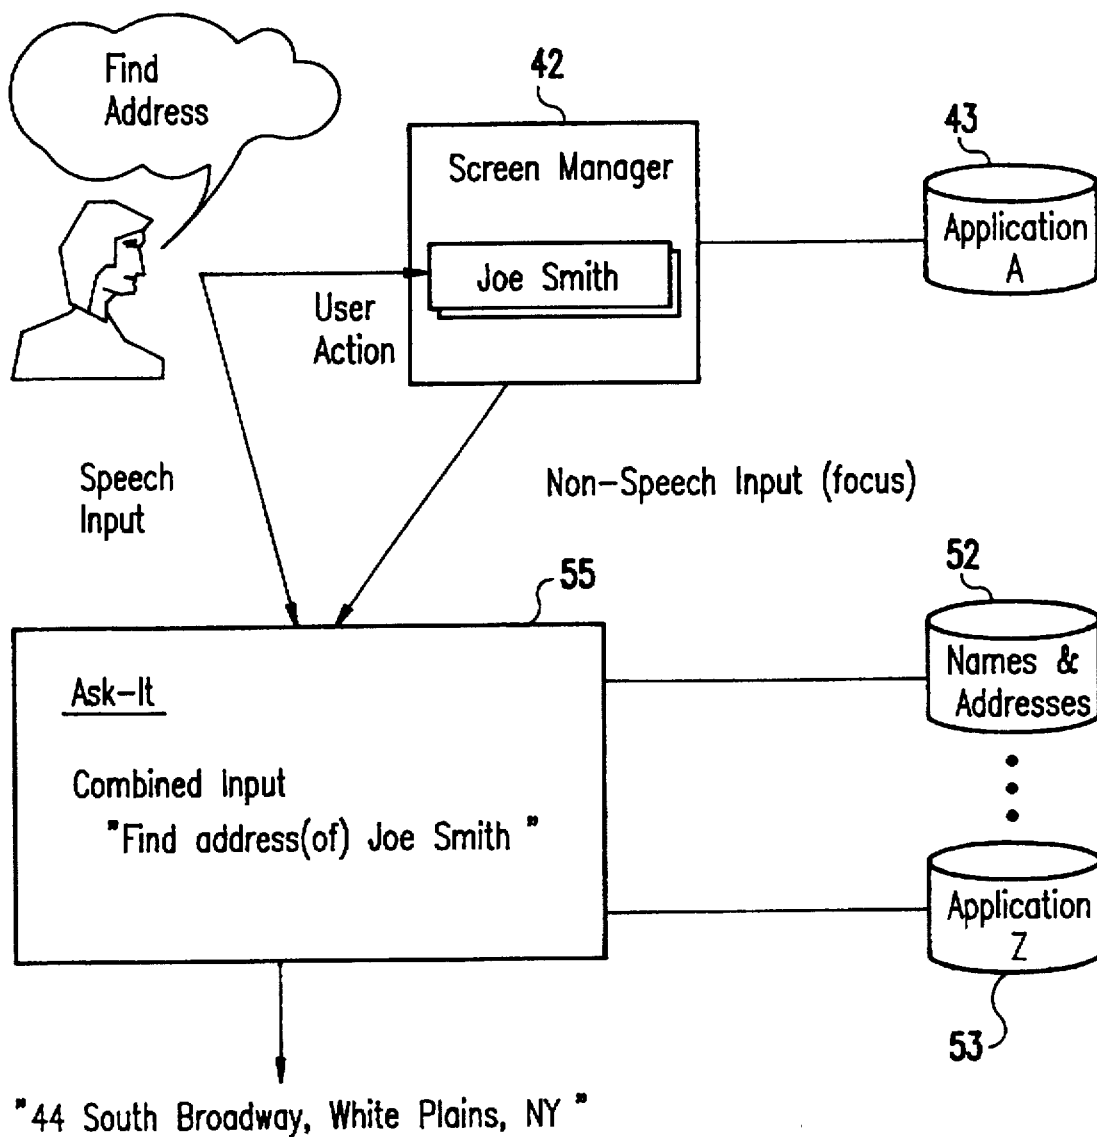 Find
Address
42
Screen Manager
43
Application
A
Joe Smith
User
Action
Speech
Input
Non-Speech Input (focus)
55
52
Names &
Addresses
Ask-It
Combined Input
"Find address(of) Joe Smith "
Application
Z
53
"44 South Broadway, White Plains, NY "